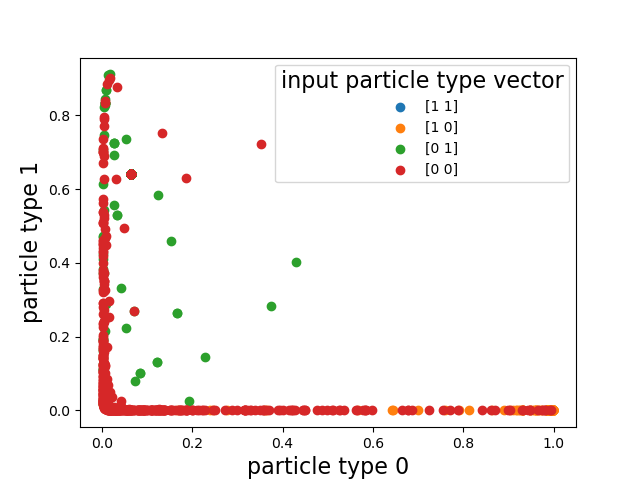 input particle type vector
[1 1]
[1 0]
[0 1]
[0 0]
particle type 1
0.8
0.6
0.4
0.2
0.0
0.0 0.2 0.4 0.6 0.8 1.0
particle type 0